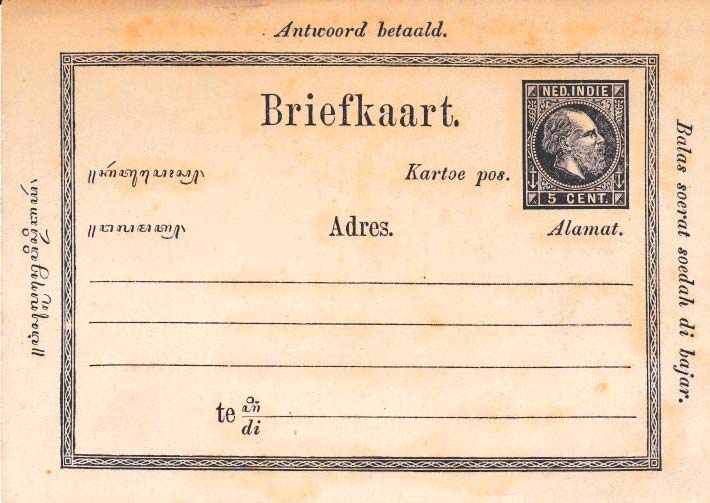 Antwoord betaald.
NED. INDIE
Briefkaart.
Kartoe pos.
5 CENT.
Adres.
Alamat.
te
di
Balas soerat soedah di bajar.